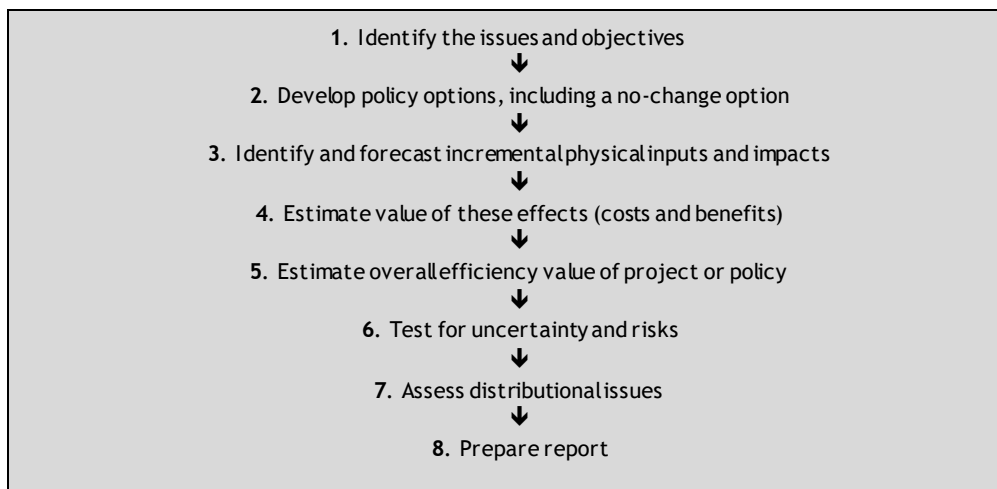 1. Identify the issues and objectives
2. Develop policy options, including a no-change option
3. Identify and forecast incremental physical inputs and impacts
4. Estimate value of these effects (costs and benefits)
5. Estimate overall efficiency value of project or policy
6. Test for uncertainty and risks
7. Assess distributional issues
8. Prepare report